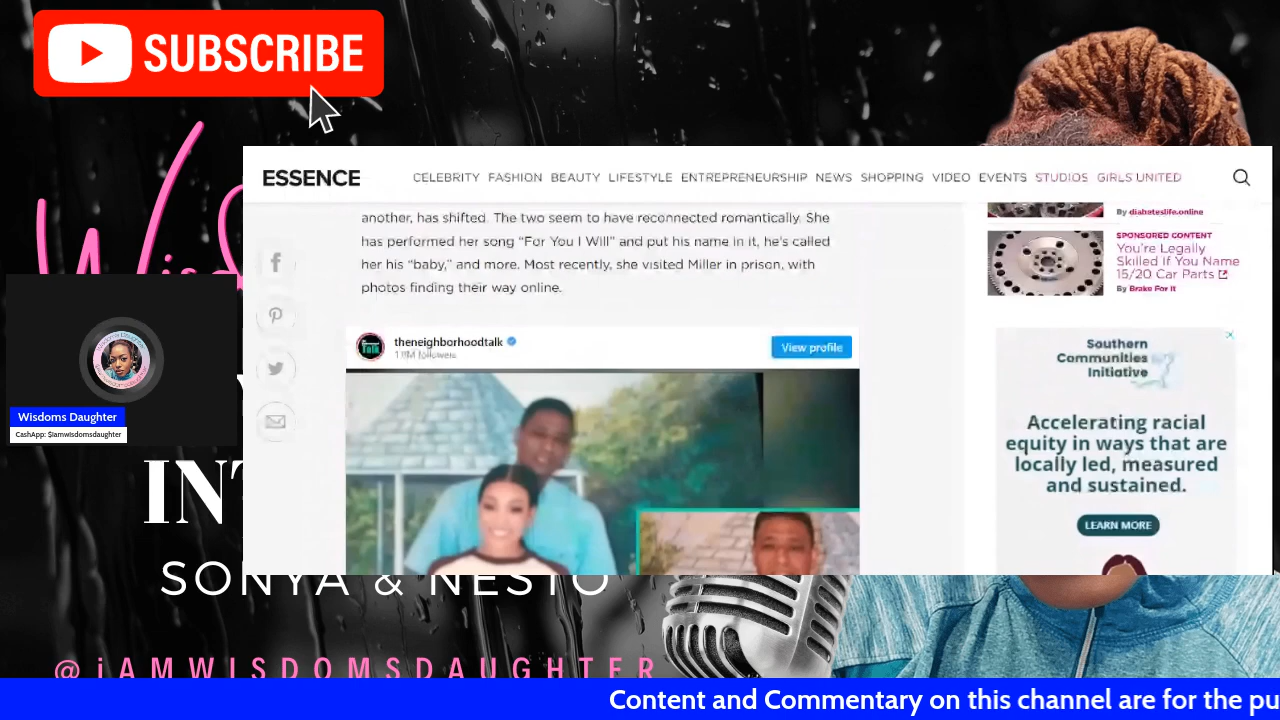 SUBSCRIBE
ESSENCE
CELEBRITY FASHION BEAUTY LIFESTYLE ENTREPRENEURSHIP NEWS SHOPPING VIDEO EVENTS STUDIOS GIRLS UNITED
another, has shifted. The two seem to have reconnected romantically. She
has performed her song “For You I Will” and put his name in it, he's called
her his “baby,” and more. Most recently, she visited Miller in prison, with
photos finding their way online.
By diabateslife.online
SPONSORED CONTENT
You're Legally
Skilled If You Name
15/20 Car Parts
By Brake For It
theneighborhoodtalk
View profile
Southern
Communities
Initiative
Accelerating racial
equity in ways that are
locally led, measured
and sustained.
LEARN MORE
Wisdoms Daughter
CashApp: $iamwisdomsdaughter
SONYA & NESTO
@iAMWISDOMSDAUGHTER
Content and Commentary on this channel are for the pu